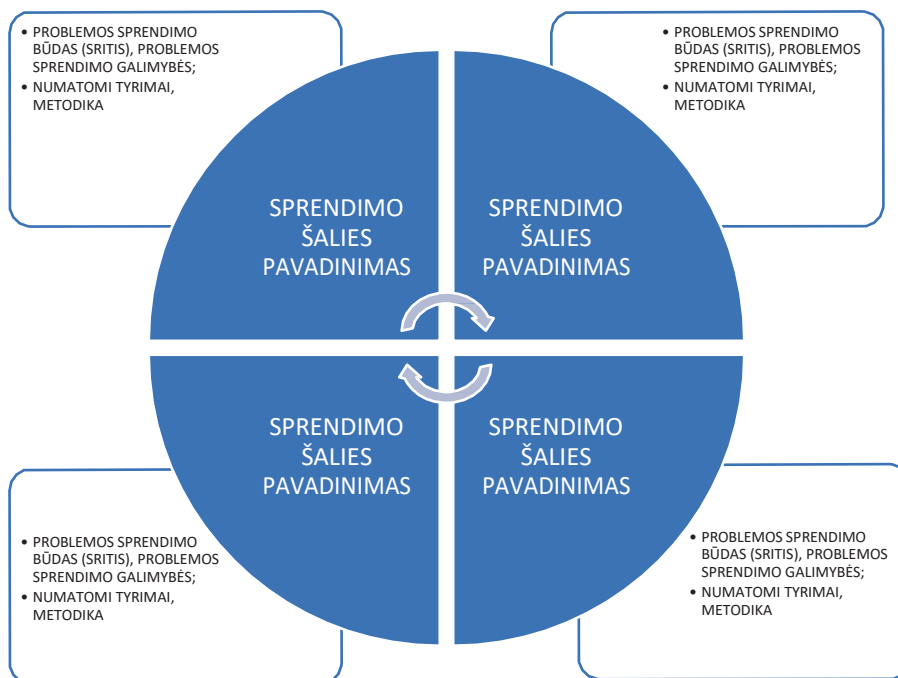 • PROBLEMOS SPRENDIMO
BŪDAS (SRITIS), PROBLEMOS
SPRENDIMO GALIMYBĖS;
• NUMATOMI TYRIMAI,
METODIKA
• PROBLEMOS SPRENDIMO
BŪDAS (SRITIS), PROBLEMOS
SPRENDIMO GALIMYBĖS;
• NUMATOMI TYRIMAI,
METODIKA
SPRENDIMO
ŠALIES
PAVADINIMAS
SPRENDIMO
ŠALIES
PAVADINIMAS
SPRENDIMO
ŠALIES
PAVADINIMAS
SPRENDIMO
ŠALIES
PAVADINIMAS
• PROBLEMOS SPRENDIMO
BŪDAS (SRITIS), PROBLEMOS
SPRENDIMO GALIMYBĖS;
• NUMATOMI TYRIMAI,
METODIKA
• PROBLEMOS SPRENDIMO
BŪDAS (SRITIS), PROBLEMOS
SPRENDIMO GALIMYBĖS;
• NUMATOMI TYRIMAI,
METODIKA